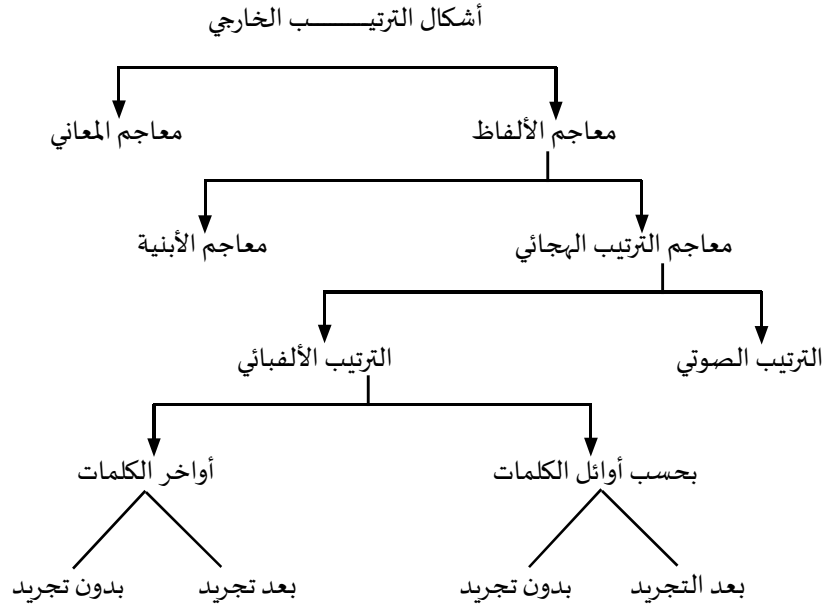 أشكال الترتيـــــــب الخارجي
معاجم الألفاظ معاجم المعاني
معاجم الترتيب الهجائي معاجم الأبنية
الترتيب الصوتي الترتيب الألفبائي
بحسب أوائل الكلمات أواخر الكلمات
بعد التجريد بدون تجريد بعد تجريد بدون تجريد